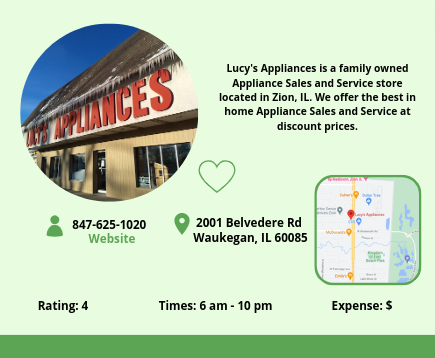 LUCY'S APPLIANCES
Lucy's Appliances is a family owned
Appliance Sales and Service store
located in Zion, IL. We offer the best in
home Appliance Sales and Service at
discount prices.
847-625-1020
Website
2001 Belvedere Rd
Waukegan, IL 60085
Lucy's Appliances
McDonald's
Rating: 4
Times: 6 am - 10 pm
Expense: $